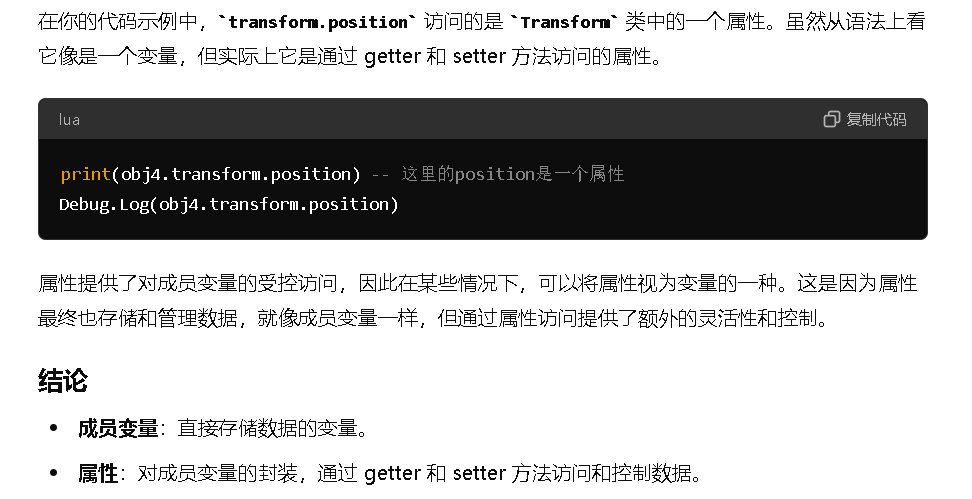 在你的代码示例中，`transform.position` 访问的是 `Transform` 类中的一个属性。虽然从语法上看
它像是一个变量，但实际上它是通过 getter 和 setter 方法访问的属性。
lua 复制代码
print(obj4.transform.position) -- 这里的position是一个属性
Debug.Log(obj4.transform.position)
属性提供了对成员变量的受控访问，因此在某些情况下，可以将属性视为变量的一种。这是因为属性
最终也存储和管理数据，就像成员变量一样，但通过属性访问提供了额外的灵活性和控制。
结论
• 成员变量：直接存储数据的变量。
• 属性：对成员变量的封装，通过 getter 和 setter 方法访问和控制数据。